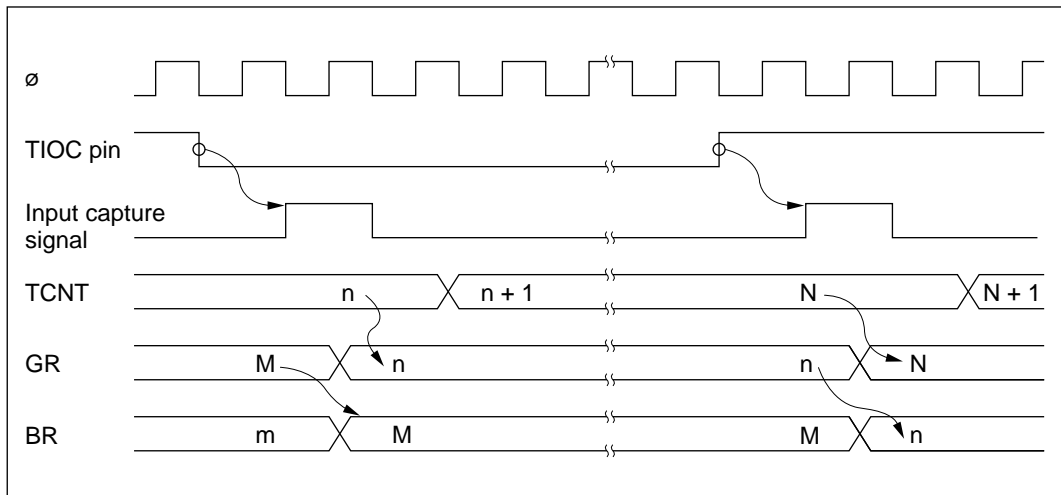 ø
TIOC pin
Input capture
signal
TCNT n n + 1 N N + 1
GR M n n N
BR m M M n